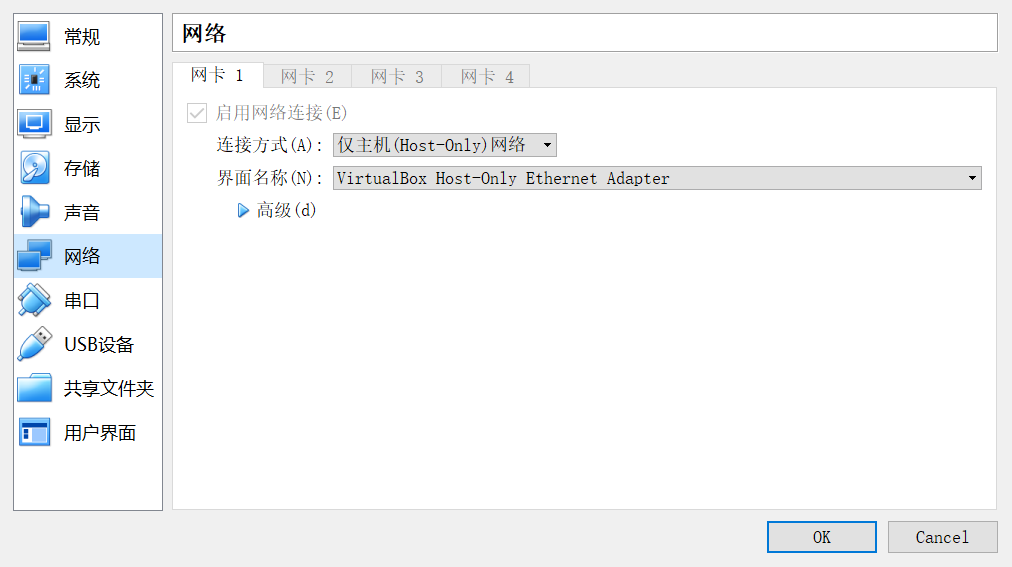 常规
系统
显示
存储
声音
网络
串口
USB设备
共享文件夹
用户界面
网络
网卡 1 网卡 2 网卡 3 网卡 4
启用网络连接(E)
连接方式(A): 仅主机(Host-Only)网络
界面名称(N): VirtualBox Host-Only Ethernet Adapter
高级(d)
OK Cancel